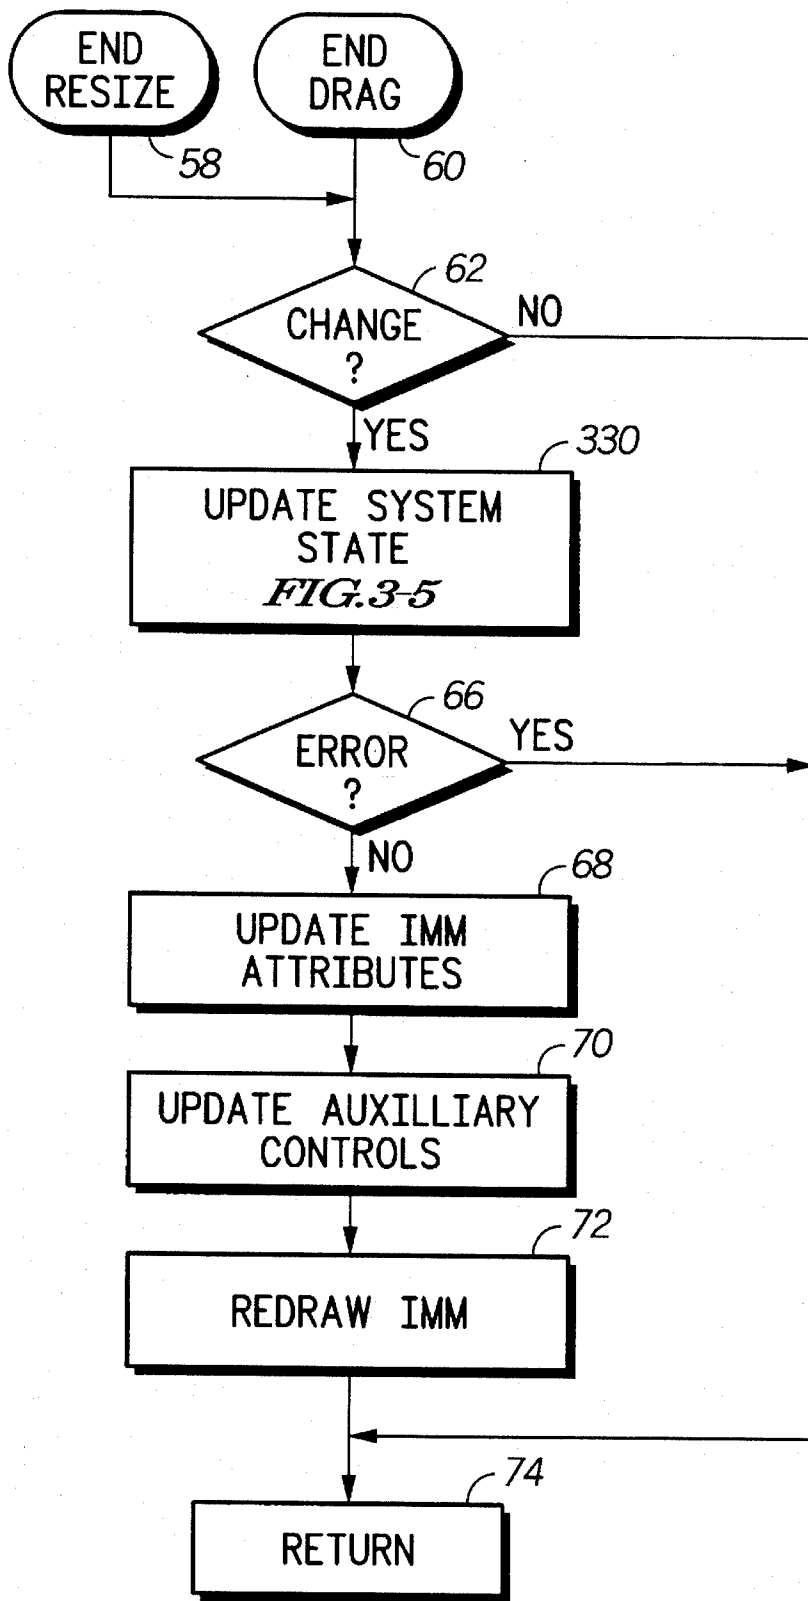 END
RESIZE
END
DRAG
58
60
62
CHANGE
?
NO
YES
330
UPDATE SYSTEM
STATE
FIG.3-5
66
ERROR
?
YES
NO
68
UPDATE IMM
ATTRIBUTES
70
UPDATE AUXILLIARY
CONTROLS
72
REDRAW IMM
74
RETURN